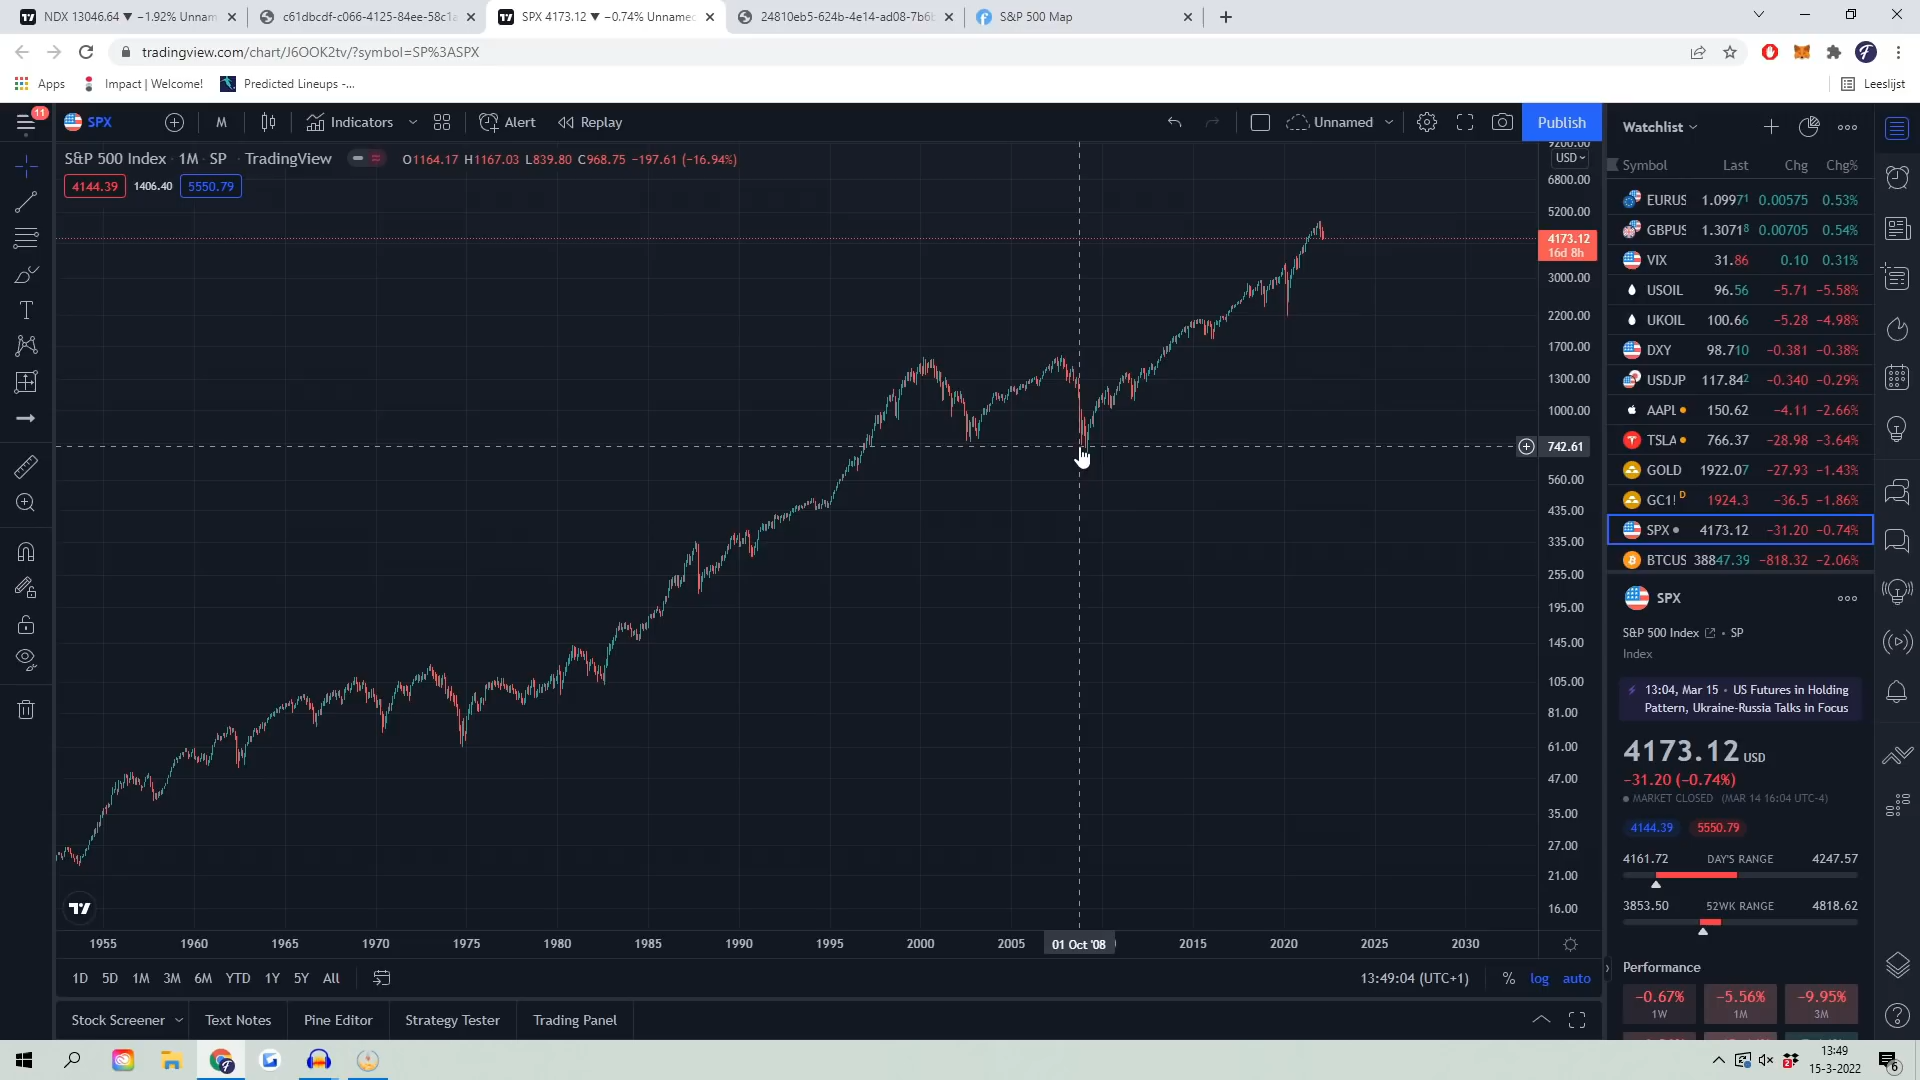 NDX 13046.64 ▼ −1.92% Unnam
c61dbcdf-c066-4125-84ee-58c1a
SPX 4173.12 ▼ −0.74% Unnamed
24810eb5-624b-4e14-ad08-7b6b
S&P 500 Map
tradingview.com/chart/J6OOK2tv/?symbol=SP%3ASPX
Apps
Impact | Welcome!
Predicted Lineups -...
Leeslijst
11
SPX
M
Indicators
Alert
Replay
Unnamed
Publish
S&P 500 Index · 1M · SP · TradingView
O1164.17 H1167.03 L839.80 C968.75 −197.61 (−16.94%)
4144.39
1406.40
5550.79
9200.00
USD
6800.00
5200.00
4173.12
16d 8h
3000.00
2200.00
1700.00
1300.00
1000.00
742.61
560.00
435.00
335.00
255.00
195.00
145.00
105.00
81.00
61.00
47.00
35.00
27.00
21.00
16.00
1955 1960 1965 1970 1975 1980 1985 1990 1995 2000 2005 01 Oct '08 2015 2020 2025 2030
1D 5D 1M 3M 6M YTD 1Y 5Y All
13:49:04 (UTC+1)
% log auto
Stock Screener
Text Notes
Pine Editor
Strategy Tester
Trading Panel
Watchlist
Symbol Last Chg Chg%
EURUS 1.09971 0.00575 0.53%
GBPUS 1.30718 0.00705 0.54%
VIX 31.86 0.10 0.31%
USOIL 96.56 −5.71 −5.58%
UKOIL 100.66 −5.28 −4.98%
DXY 98.710 −0.381 −0.38%
USDJP 117.842 −0.340 −0.29%
AAPL 150.62 −4.11 −2.66%
TSLA 766.37 −28.98 −3.64%
GOLD 1922.07 −27.93 −1.43%
GC1! D 1924.3 −36.5 −1.86%
SPX 4173.12 −31.20 −0.74%
BTCUS 38847.39 −818.32 −2.06%
SPX
S&P 500 Index · SP
Index
13:04, Mar 15 · US Futures in Holding
Pattern, Ukraine-Russia Talks in Focus
4173.12 USD
−31.20 (−0.74%)
MARKET CLOSED (MAR 14 16:04 UTC-4)
4144.39 5550.79
4161.72 DAY'S RANGE 4247.57
3853.50 52WK RANGE 4818.62
Performance
−0.67% −5.56% −9.95%
1W 1M 3M
13:49
15-3-2022
6